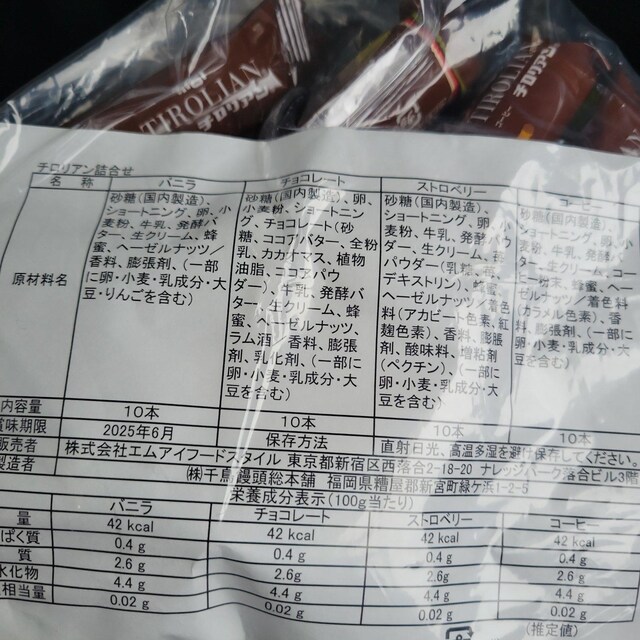 TIROLIAN
チロリアン
TIROLIAN
チロリアン
チロリアン詰合せ
名 称 バニラ チョコレート ストロベリー コーヒー
原材料名
砂糖(国内製造)、
ショートニング、卵、小
麦粉、牛乳、発酵バ
ター、生クリーム、蜂
蜜、ヘーゼルナッツ／
香料、膨張剤、(一部
に卵・小麦・乳成分・大
豆・りんごを含む)
砂糖(国内製造)、卵、
小麦粉、ショートニン
グ、チョコレート(砂
糖、ココアバター、全粉
乳、カカオマス、植物
油脂、ココアパウ
ダー)、牛乳、発酵バ
ター、生クリーム、蜂
蜜、ヘーゼルナッツ、
ラム酒／香料、膨張
剤、乳化剤、(一部に
卵・小麦・乳成分・大
豆を含む)
砂糖(国内製造)、
ショートニング、卵、小
麦粉、牛乳、発酵バ
ター、生クリーム、苺
パウダー(乳糖、苺、
デキストリン)、蜂蜜、
ヘーゼルナッツ／着色
料(アカビート色素、紅
麹色素)、香料、膨張
剤、酸味料、増粘剤
(ペクチン)、(一部に
卵・小麦・乳成分・大
豆を含む)
砂糖(国内製造)、
ショートニング、卵、小
麦粉、牛乳、発酵バ
ター、生クリーム、コー
ヒー粉末、蜂蜜、ヘー
ゼルナッツ／着色料
(カラメル色素)、香
料、膨張剤、(一部に
卵・小麦・乳成分・大
豆を含む)
内容量 10本 10本 10本 10本
賞味期限 2025年6月 保存方法 直射日光、高温多湿を避け保存してください。
販売者 株式会社エムアイフードスタイル 東京都新宿区西落合2-18-20 ナレッジパーク落合ビル3階
製造者 (株)千鳥饅頭総本舗 福岡県糟屋郡新宮町緑ケ浜1-2-5
栄養成分表示(100g当たり)
バニラ チョコレート ストロベリー コーヒー
量 42 kcal 42 kcal 42 kcal 42 kcal
ぱく質 0.4 g 0.4 g 0.4 g 0.4 g
質 2.6 g 2.6g 2.6g 2.6 g
水化物 4.4 g 4.4 g 4.4 g 4.4 g
相当量 0.02 g 0.02 g 0.02 g 0.02 g
(推定値)